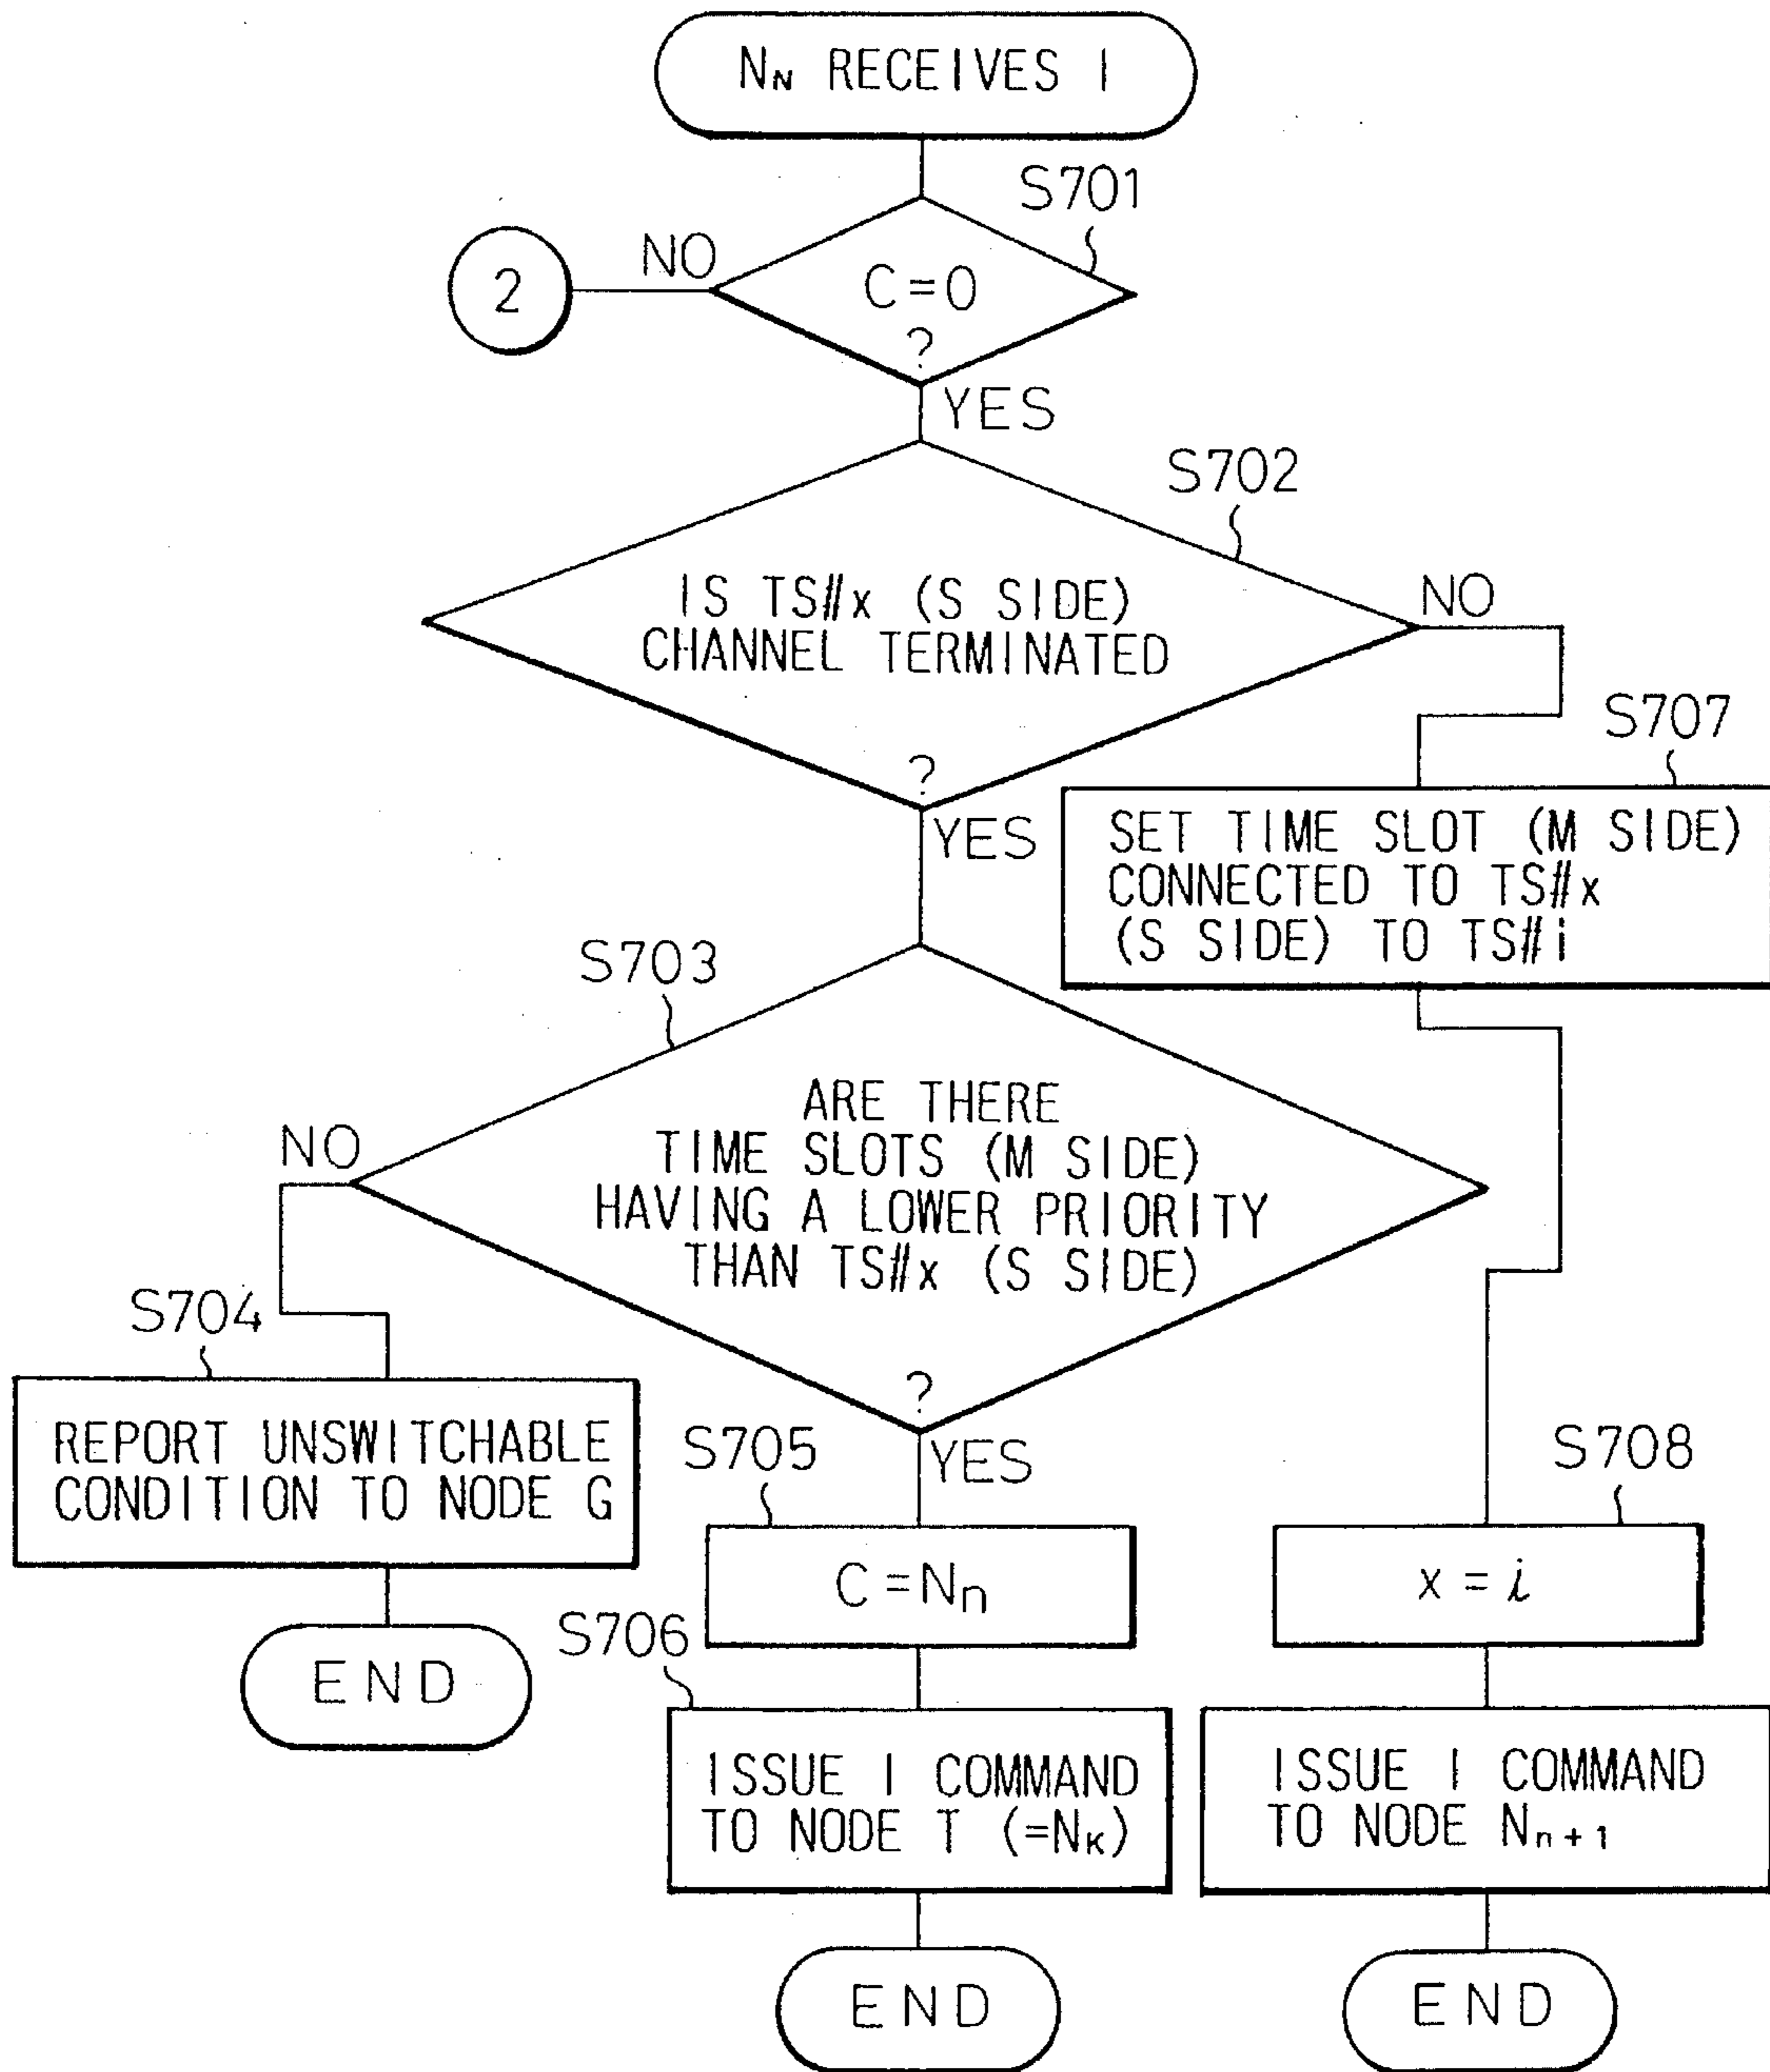 NN RECEIVES I
S701
NO
2
C=0
?
YES
S702
IS TS#x (S SIDE)
CHANNEL TERMINATED
?
NO
YES
S707
SET TIME SLOT (M SIDE)
CONNECTED TO TS#x
(S SIDE) TO TS#i
S703
ARE THERE
TIME SLOTS (M SIDE)
HAVING A LOWER PRIORITY
THAN TS#x (S SIDE)
?
NO
YES
S704
REPORT UNSWITCHABLE
CONDITION TO NODE G
END
S705
C=Nn
S708
x=i
S706
ISSUE I COMMAND
TO NODE T (=NK)
ISSUE I COMMAND
TO NODE Nn+1
END
END